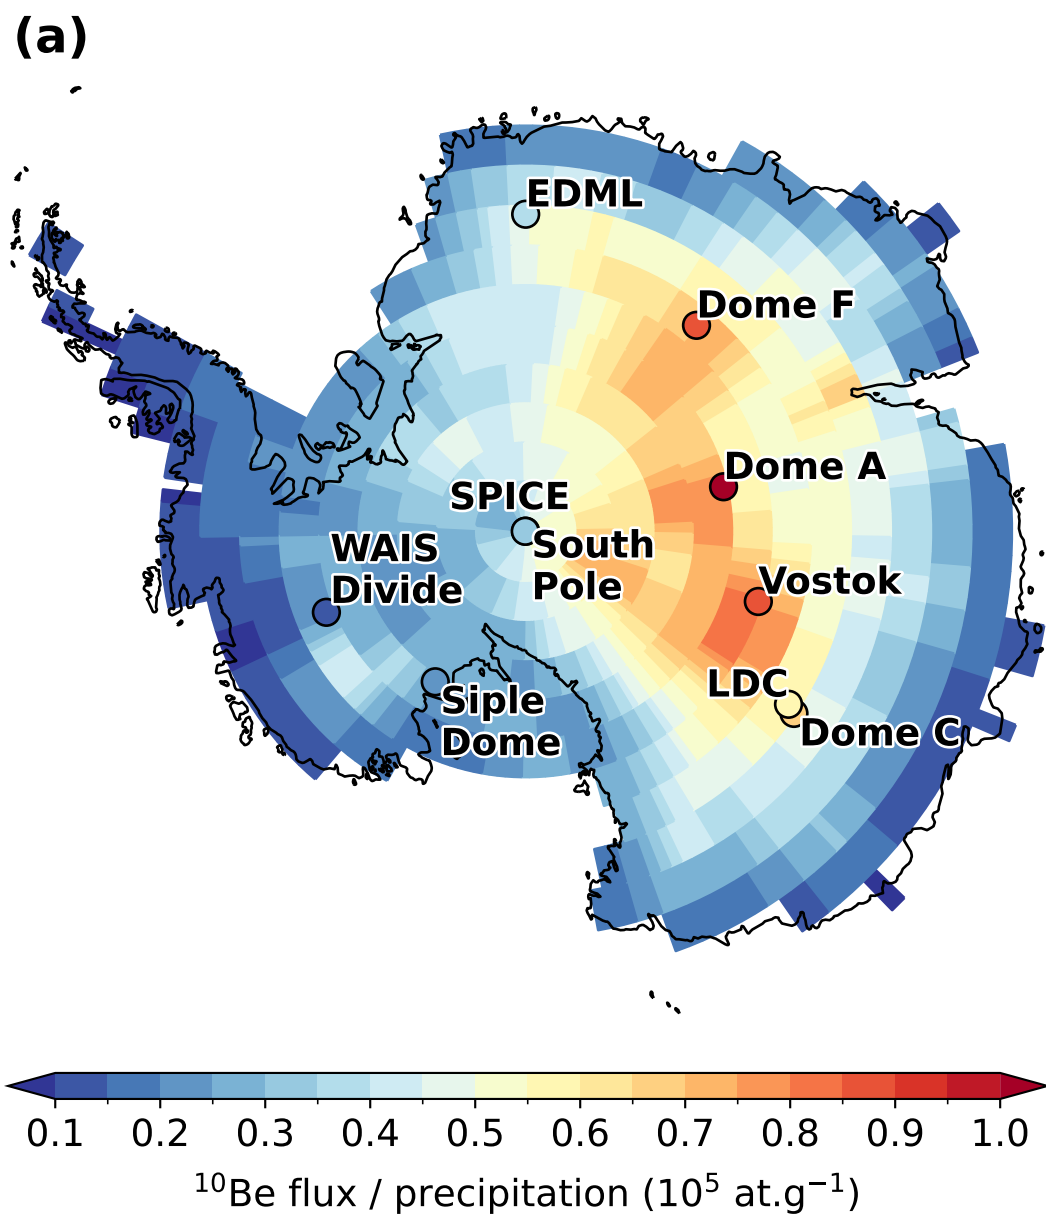 (a)
EDML
Dome F
Dome A
SPICE
South
Pole
WAIS
Divide
Vostok
LDC
Siple
Dome
Dome C
0.1 0.2 0.3 0.4 0.5 0.6 0.7 0.8 0.9 1.0
¹⁰Be flux / precipitation (10⁵ at.g⁻¹)